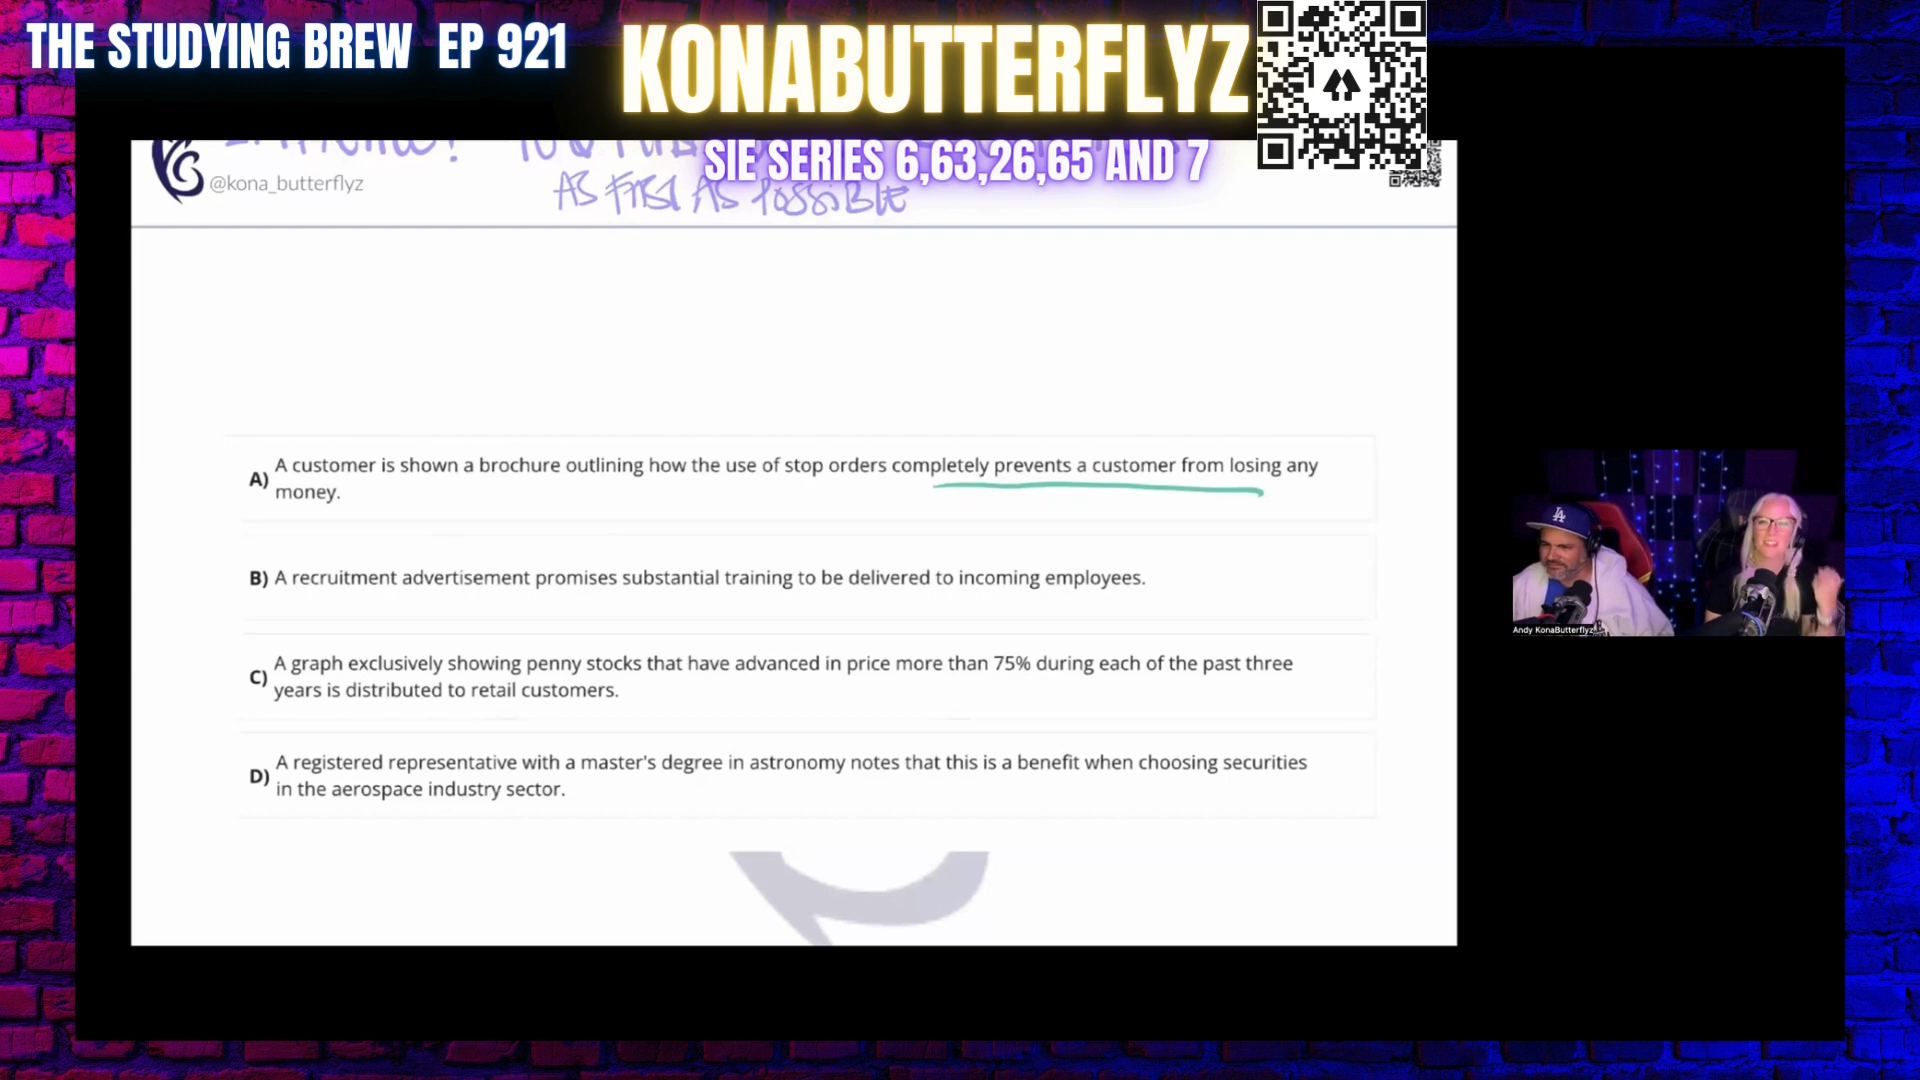 THE STUDYING BREW EP 921
KONABUTTERFLYZ
SIE SERIES 6,63,26,65 AND 7
@kona_butterflyz
AS FAST AS POSSIBLE
A) A customer is shown a brochure outlining how the use of stop orders completely prevents a customer from losing any
money.
B) A recruitment advertisement promises substantial training to be delivered to incoming employees.
C) A graph exclusively showing penny stocks that have advanced in price more than 75% during each of the past three
years is distributed to retail customers.
D) A registered representative with a master's degree in astronomy notes that this is a benefit when choosing securities
in the aerospace industry sector.
LA
Andy KonaButterflyz